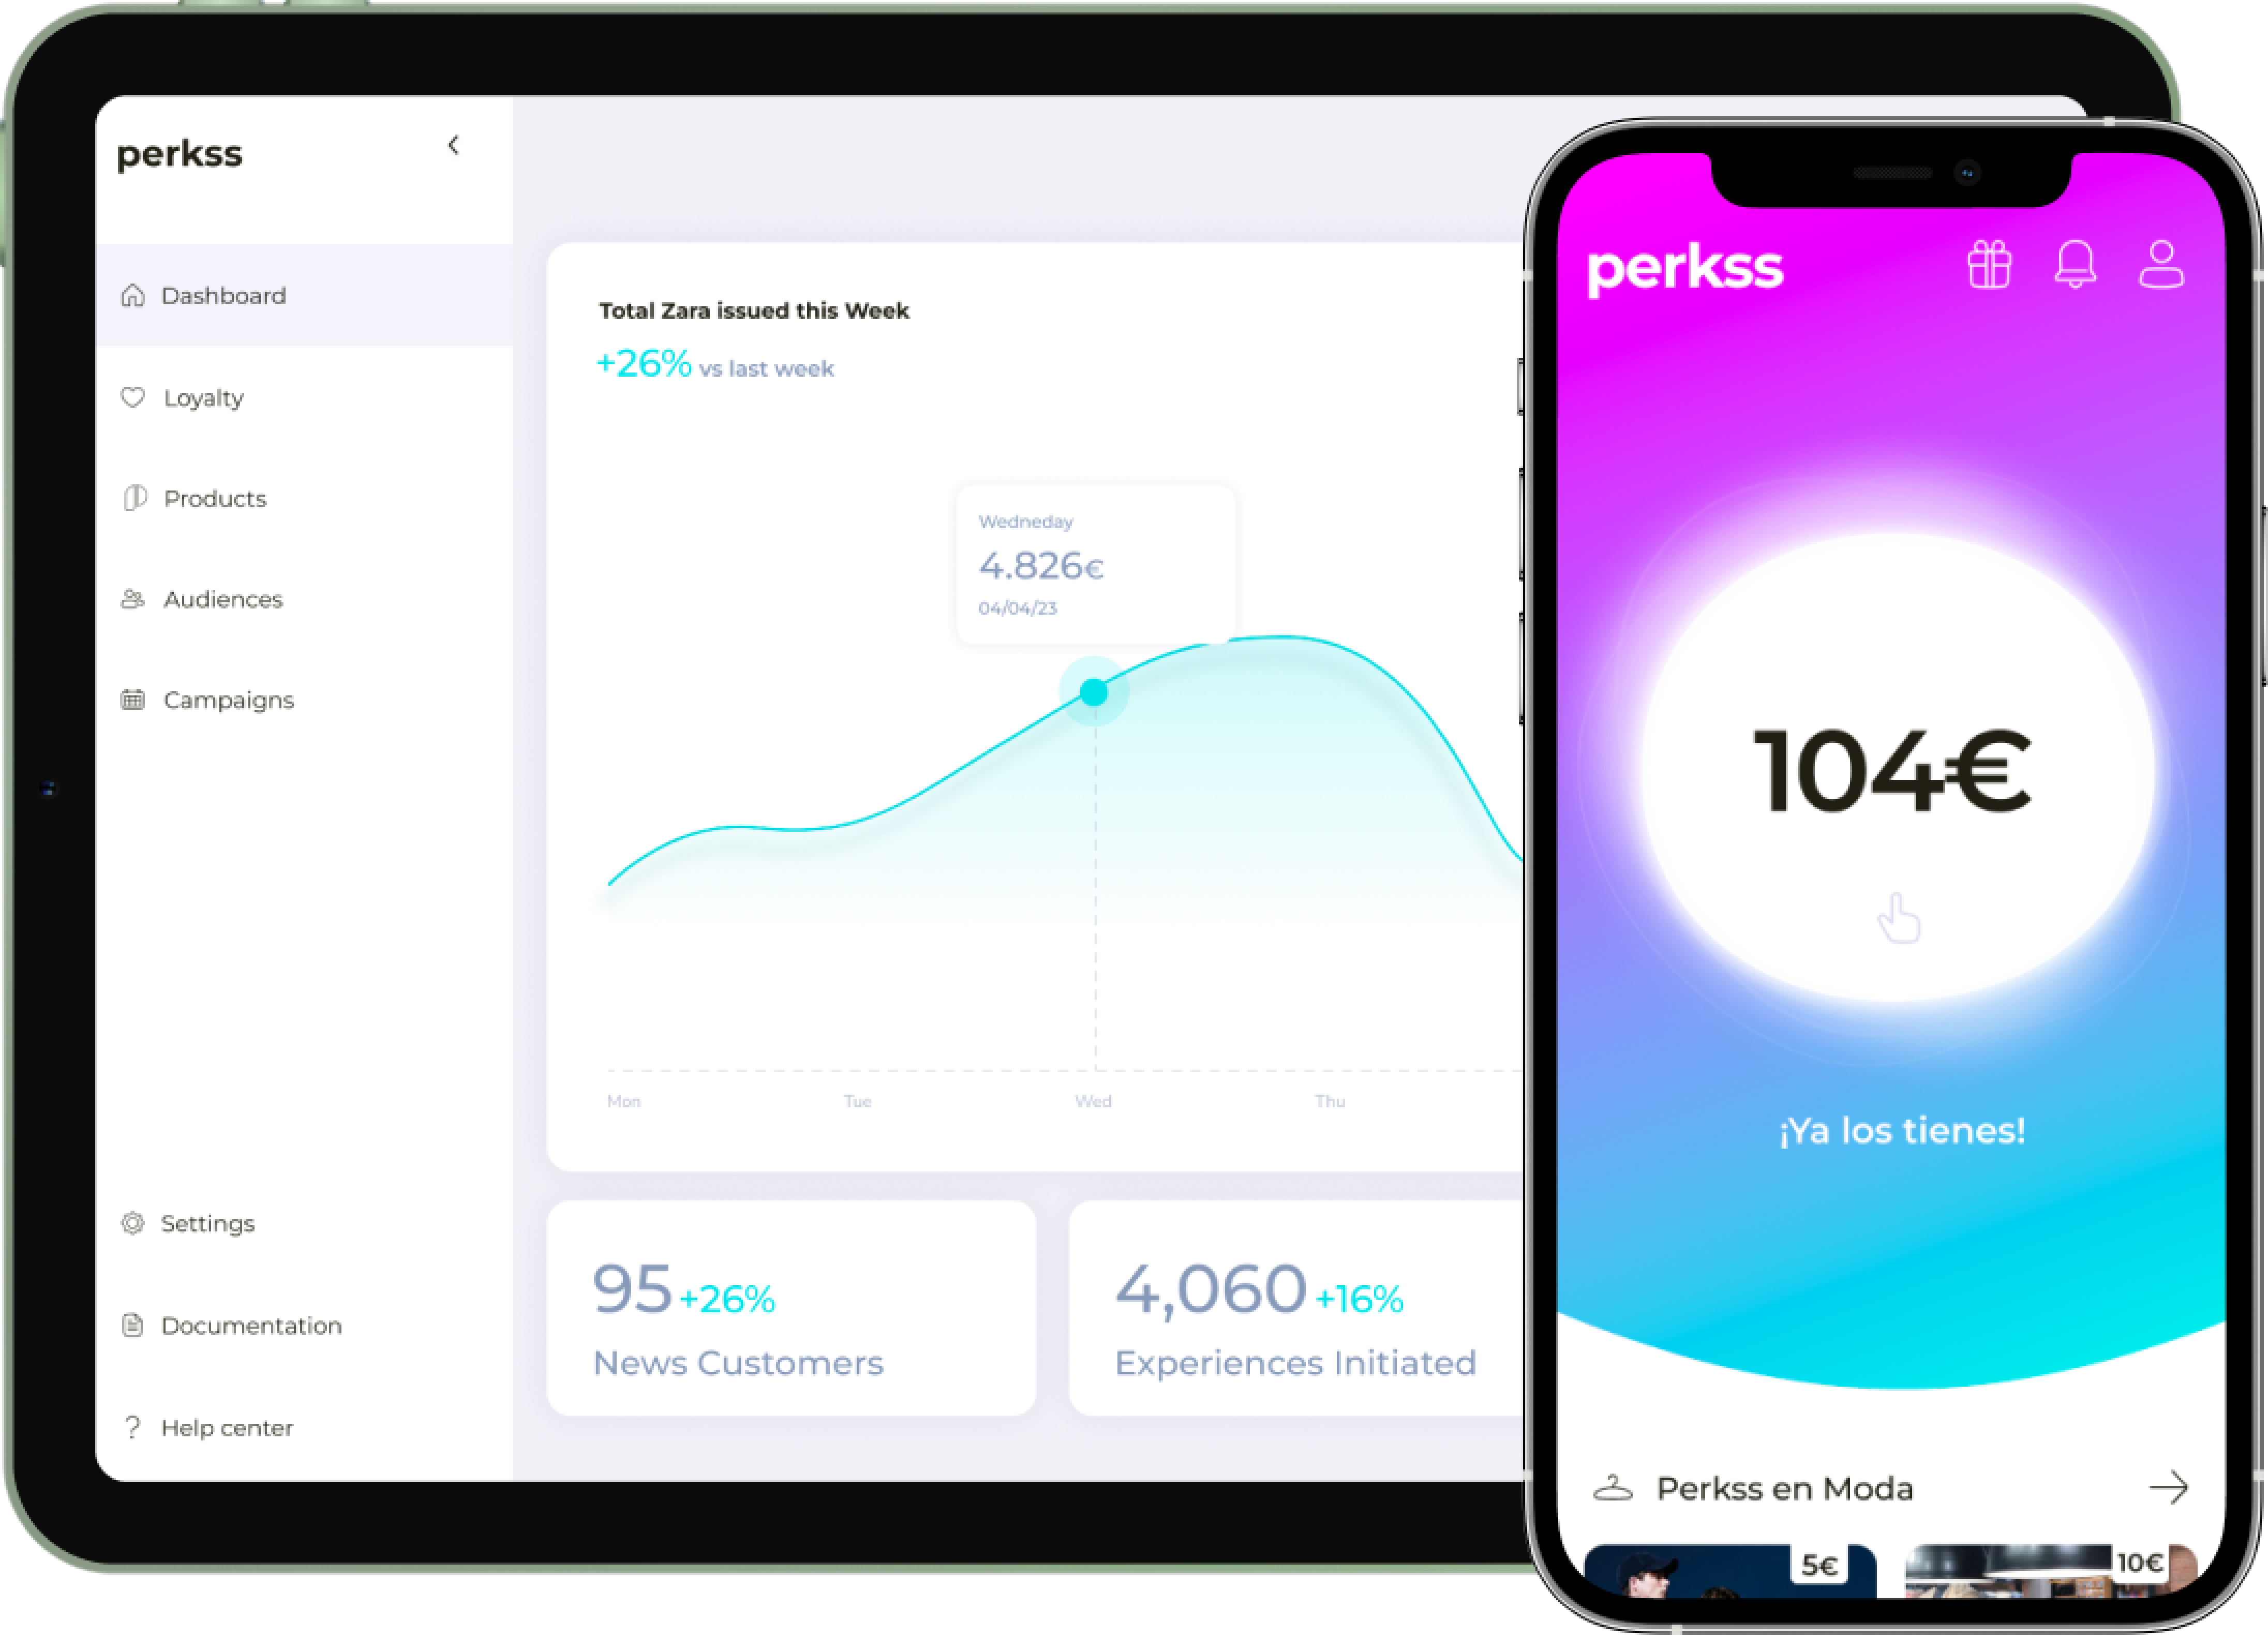 perkss
Dashboard
Loyalty
Products
Audiences
Campaigns
Settings
Documentation
Help center
Total Zara issued this Week
+26% vs last week
Wedneday
4.826€
04/04/23
Mon Tue Wed Thu
95 +26%
News Customers
4,060 +16%
Experiences Initiated
perkss
104€
¡Ya los tienes!
Perkss en Moda
5€ 10€